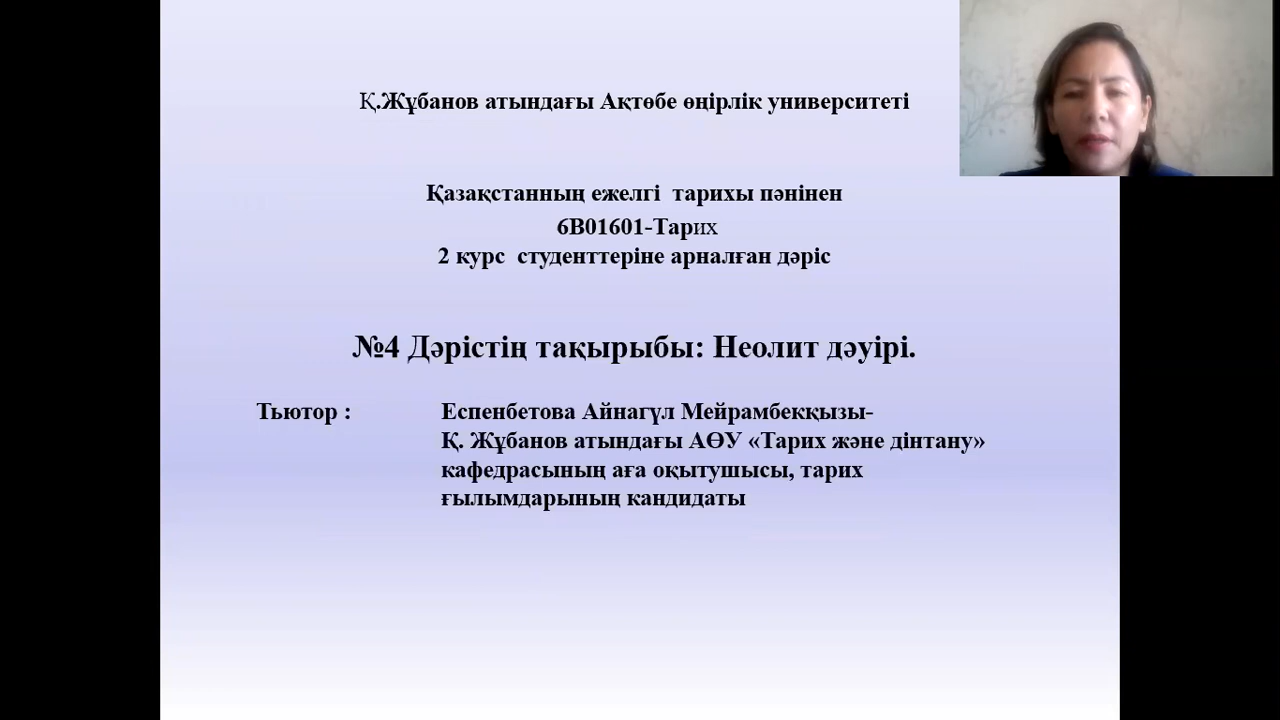 Қ.Жұбанов атындағы Ақтөбе өңірлік университеті
Қазақстанның ежелгі тарихы пәнінен
6В01601-Тарих
2 курс студенттеріне арналған дәріс
№4 Дәрістің тақырыбы: Неолит дәуірі.
Тьютор : Еспенбетова Айнагүл Мейрамбекқызы-
Қ. Жұбанов атындағы АӨУ «Тарих және дінтану»
кафедрасының аға оқытушысы, тарих
ғылымдарының кандидаты